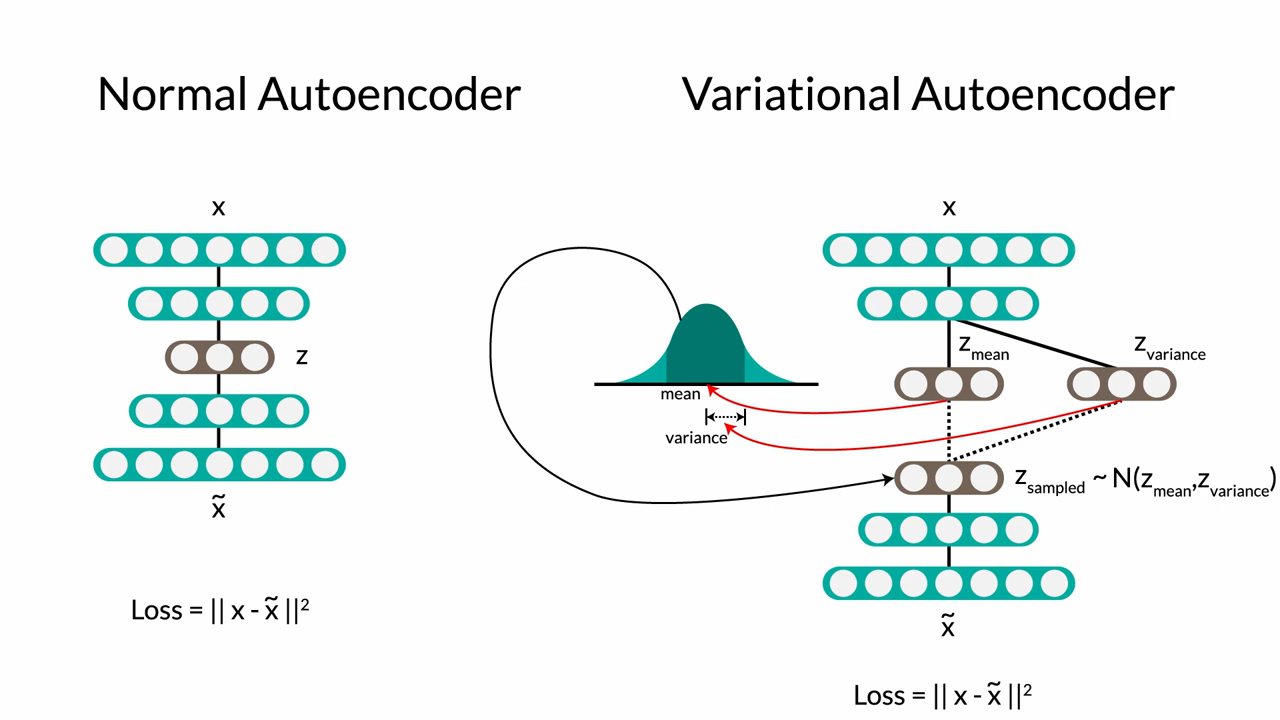 Normal Autoencoder
x
z
x̃
Loss = || x - x̃ ||²
Variational Autoencoder
x
z_mean
z_variance
mean
variance
z_sampled ~ N(z_mean,z_variance)
x̃
Loss = || x - x̃ ||²